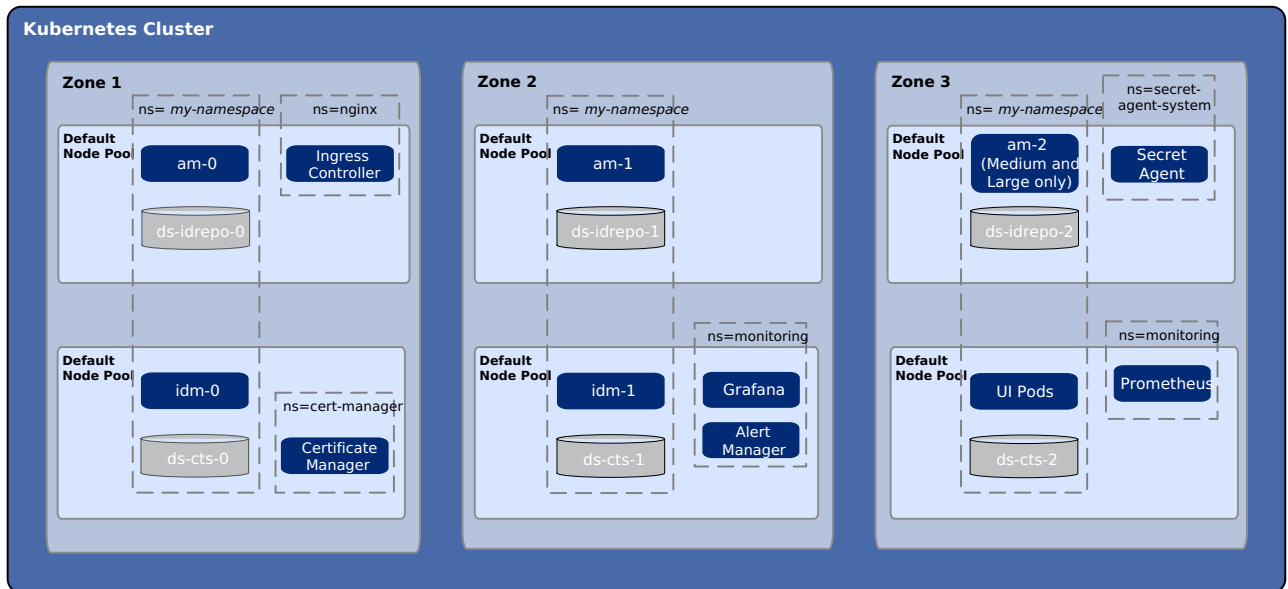 Kubernetes Cluster
Zone 1
ns= my-namespace
ns=nginx
Default
Node Pool
am-0
Ingress
Controller
ds-idrepo-0
Default
Node Pool
idm-0
ns=cert-manager
ds-cts-0
Certificate
Manager
Zone 2
ns= my-namespace
Default
Node Pool
am-1
ds-idrepo-1
ns=monitoring
Default
Node Pool
idm-1
Grafana
ds-cts-1
Alert
Manager
Zone 3
ns= my-namespace
ns=secret-
agent-system
Default
Node Pool
am-2
(Medium and
Large only)
Secret
Agent
ds-idrepo-2
ns=monitoring
Default
Node Pool
UI Pods
Prometheus
ds-cts-2